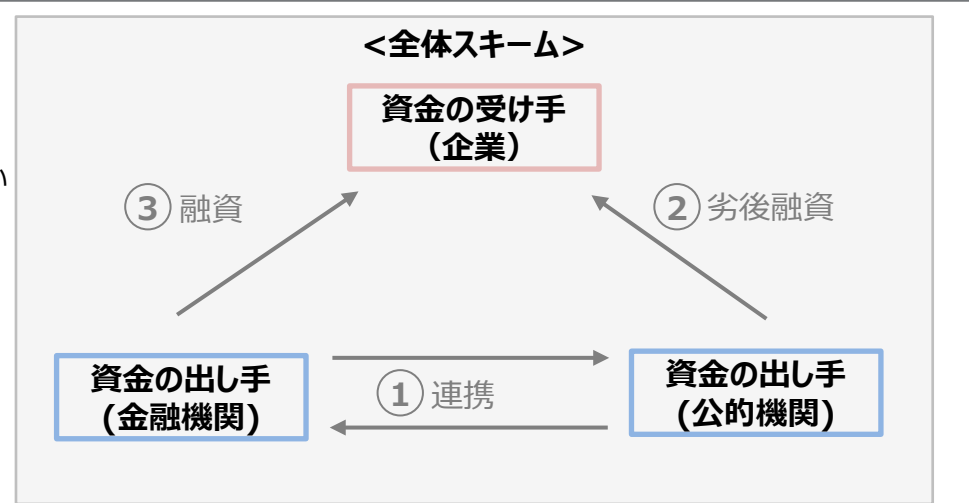 <全体スキーム>
資金の受け手
（企業）
い
③ 融資
② 劣後融資
資金の出し手
(金融機関)
① 連携
資金の出し手
(公的機関)